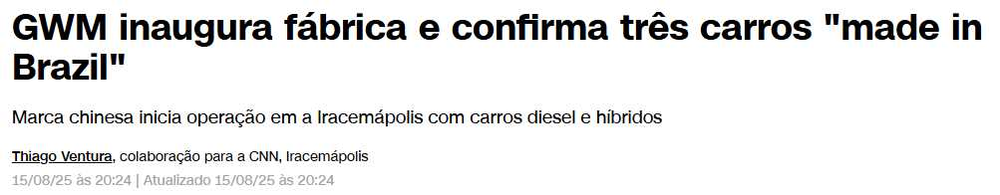 GWM inaugura fábrica e confirma três carros "made in
Brazil"
Marca chinesa inicia operação em a Iracemápolis com carros diesel e híbridos
Thiago Ventura, colaboração para a CNN, Iracemápolis
15/08/25 às 20:24 | Atualizado 15/08/25 às 20:24